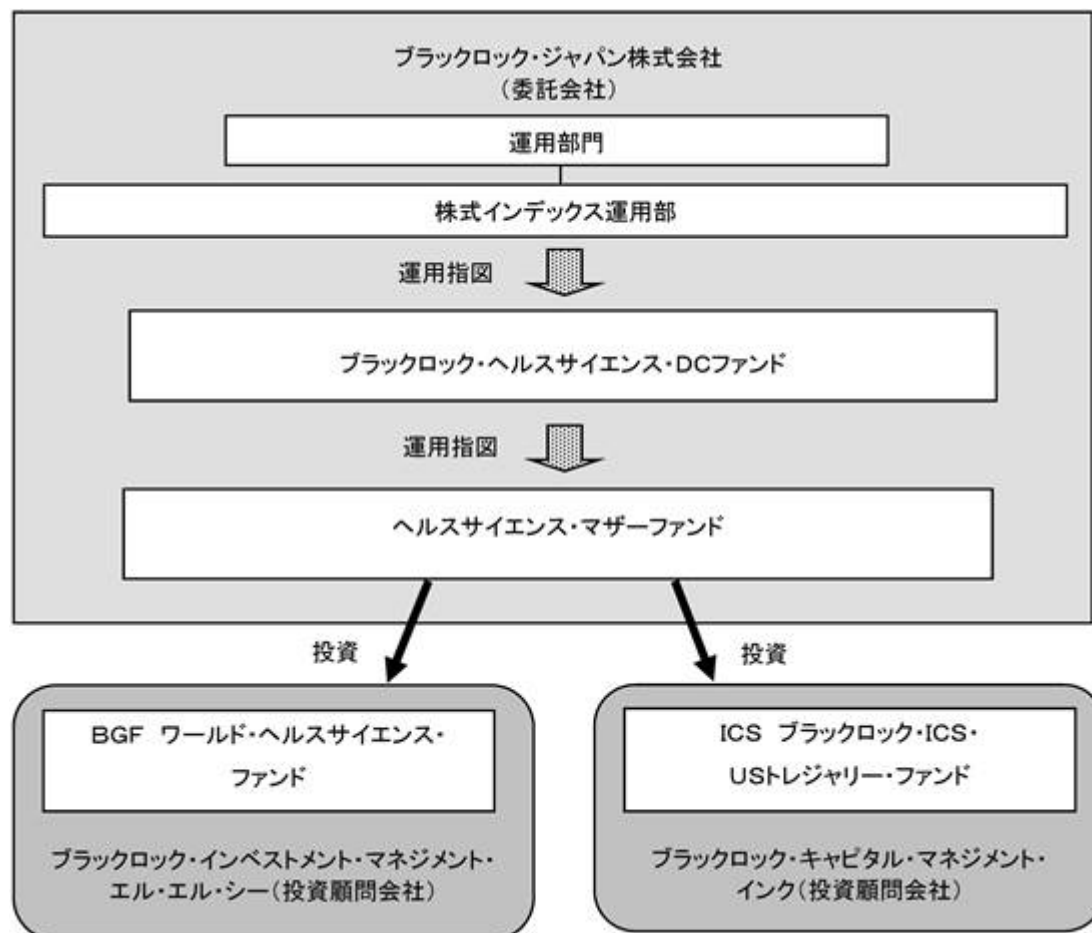 ブラックロック・ジャパン株式会社
（委託会社）
運用部門
株式インデックス運用部
運用指図
ブラックロック・ヘルスサイエンス・DCファンド
運用指図
ヘルスサイエンス・マザーファンド
投資
投資
BGF ワールド・ヘルスサイエンス・
ファンド
ブラックロック・インベストメント・マネジメント・
エル・エル・シー（投資顧問会社）
ICS ブラックロック・ICS・
USトレジャリー・ファンド
ブラックロック・キャピタル・マネジメント・
インク（投資顧問会社）